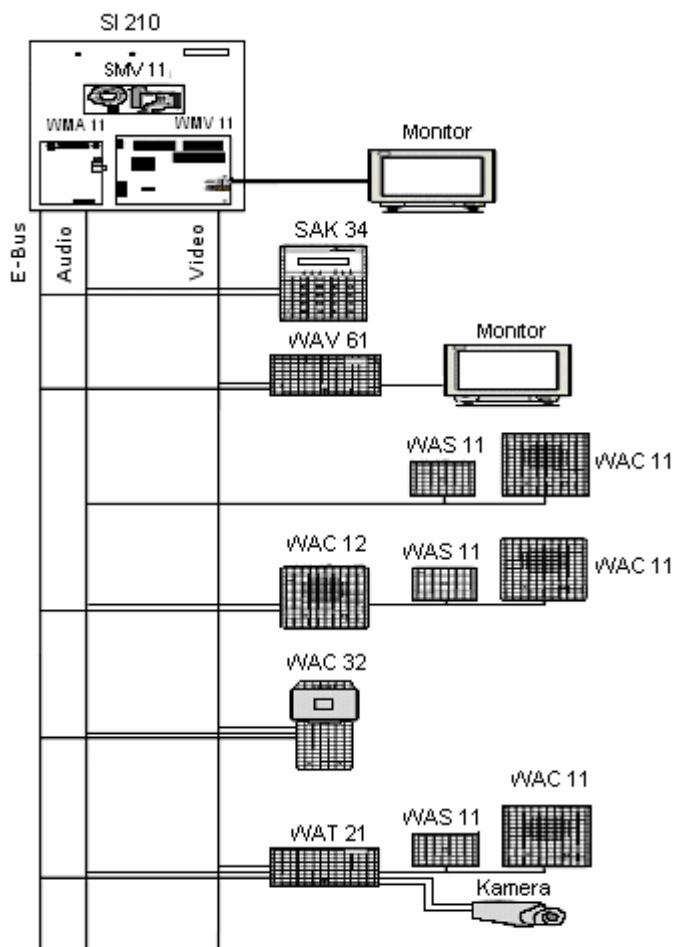 SI 210
SMV 11
WMA 11
WMV 11
Monitor
E-Bus
Audio
Video
SAK 34
WAV 61
Monitor
WAS 11
WAC 11
WAC 12
WAS 11
WAC 11
WAC 32
WAC 11
WAS 11
WAT 21
Kamera